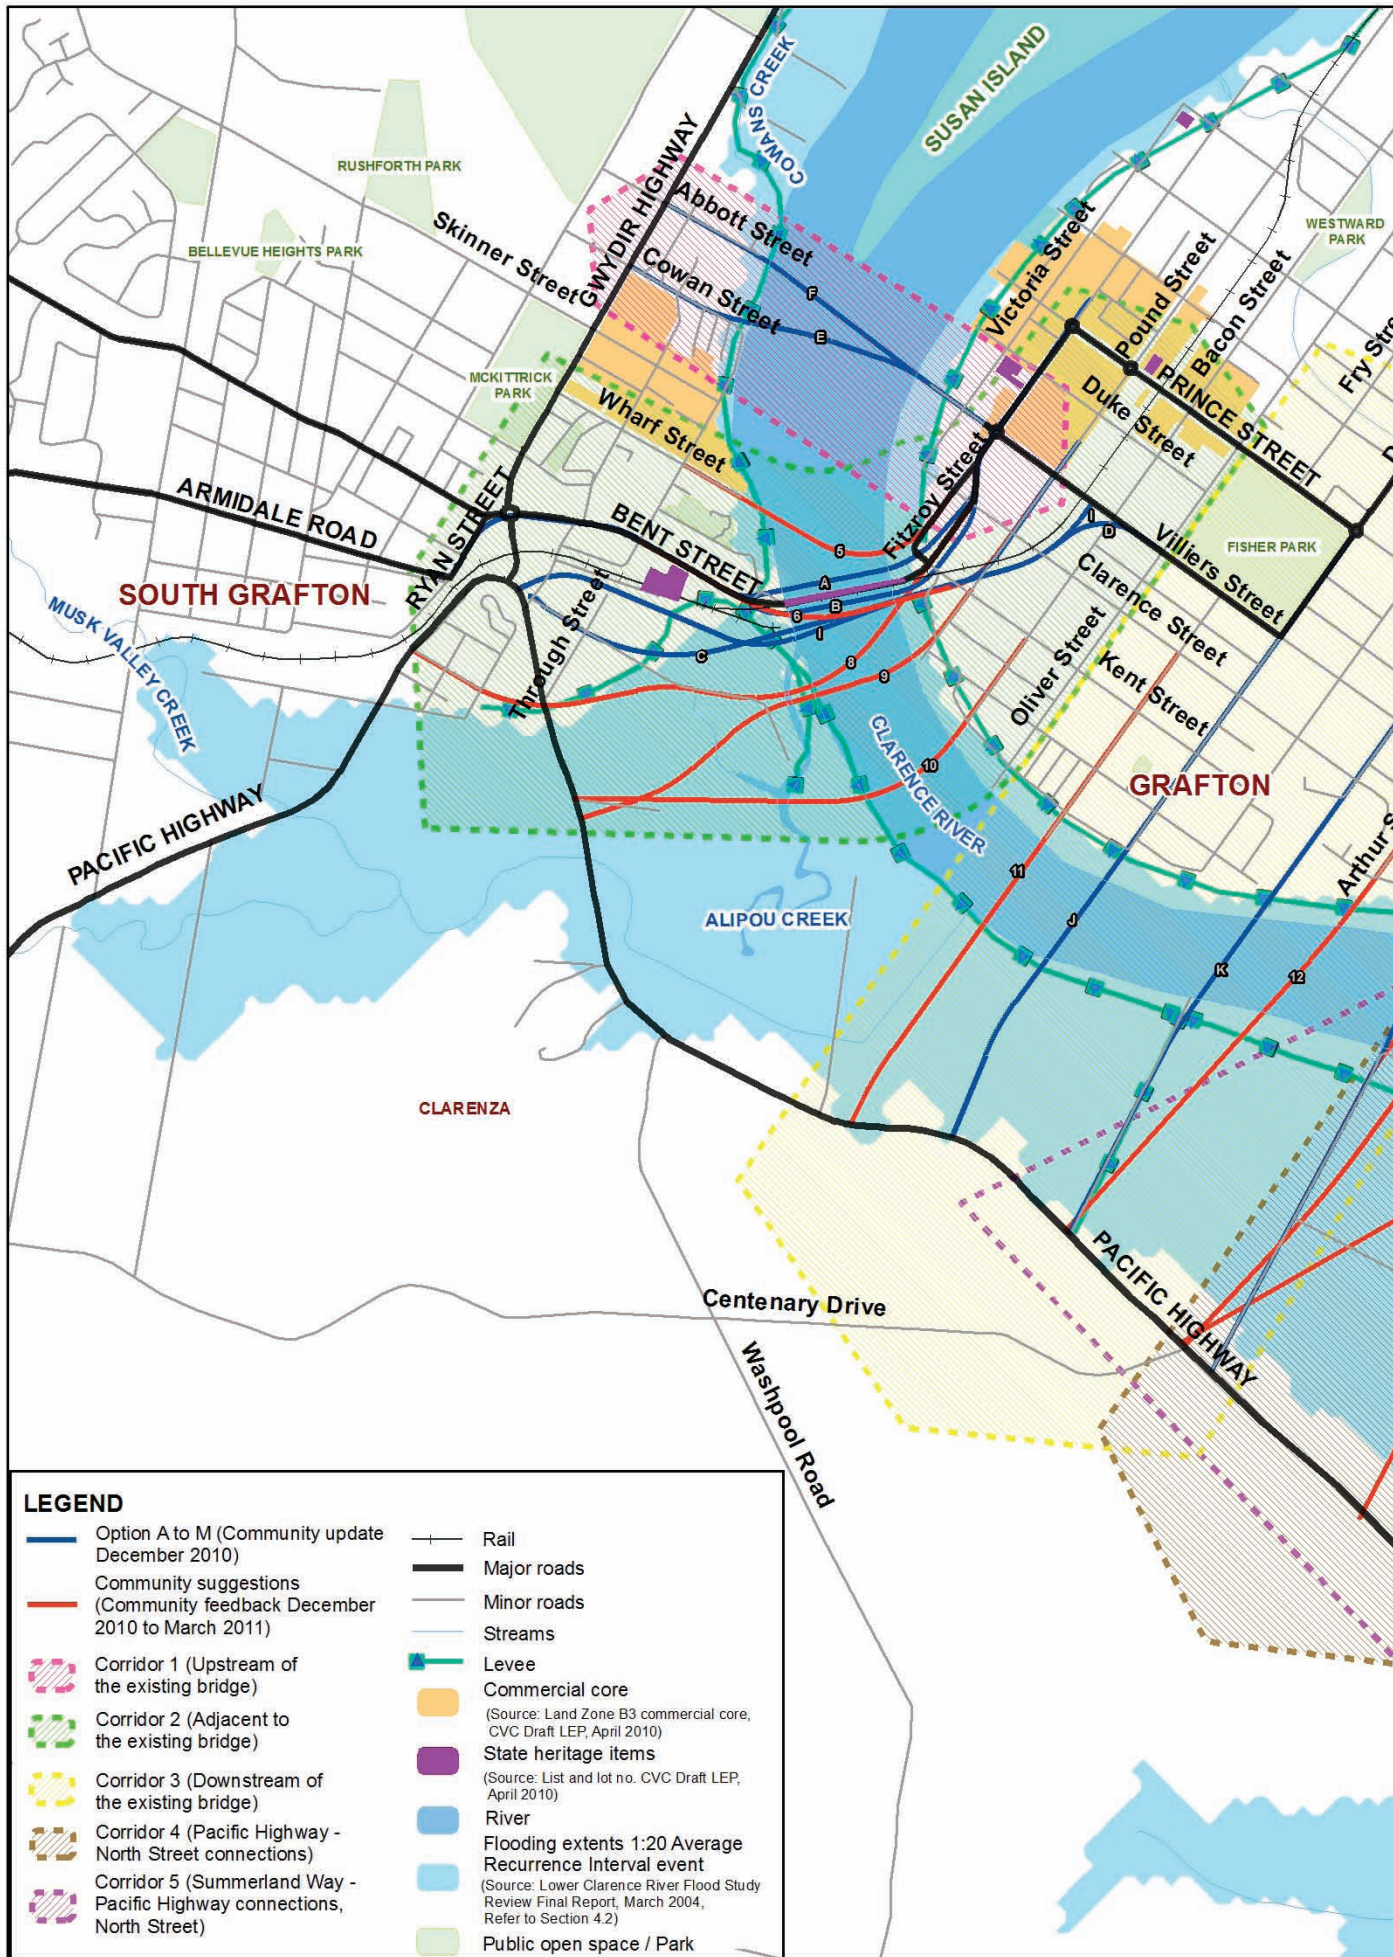 COWANS CREEK
SUSAN ISLAND
RUSHFORTH PARK
GWYDIR HIGHWAY
Abbott Street
WESTWARD
PARK
Skinner Street
BELLEVUE HEIGHTS PARK
Cowan Street
F
E
Victoria Street
Pound Street
Bacon Street
MCKITTRICK
PARK
PRINCE STREET
Duke Street
Wharf Street
ARMIDALE ROAD
RYAN STREET
BENT STREET
Fitzroy Street
5
A
B
6
I
I
D
Villiers Street
FISHER PARK
SOUTH GRAFTON
Through Street
C
8
9
Clarence Street
Oliver Street
Kent Street
MUSK VALLEY CREEK
CLARENCE RIVER
10
GRAFTON
PACIFIC HIGHWAY
11
J
K
12
ALIPOU CREEK
CLARENZA
PACIFIC HIGHWAY
Centenary Drive
Washpool Road
LEGEND
Option A to M (Community update
December 2010)
Community suggestions
(Community feedback December
2010 to March 2011)
Corridor 1 (Upstream of
the existing bridge)
Corridor 2 (Adjacent to
the existing bridge)
Corridor 3 (Downstream of
the existing bridge)
Corridor 4 (Pacific Highway -
North Street connections)
Corridor 5 (Summerland Way -
Pacific Highway connections,
North Street)
Rail
Major roads
Minor roads
Streams
Levee
Commercial core
(Source: Land Zone B3 commercial core,
CVC Draft LEP, April 2010)
State heritage items
(Source: List and lot no. CVC Draft LEP,
April 2010)
River
Flooding extents 1:20 Average
Recurrence Interval event
(Source: Lower Clarence River Flood Study
Review Final Report, March 2004,
Refer to Section 4.2)
Public open space / Park